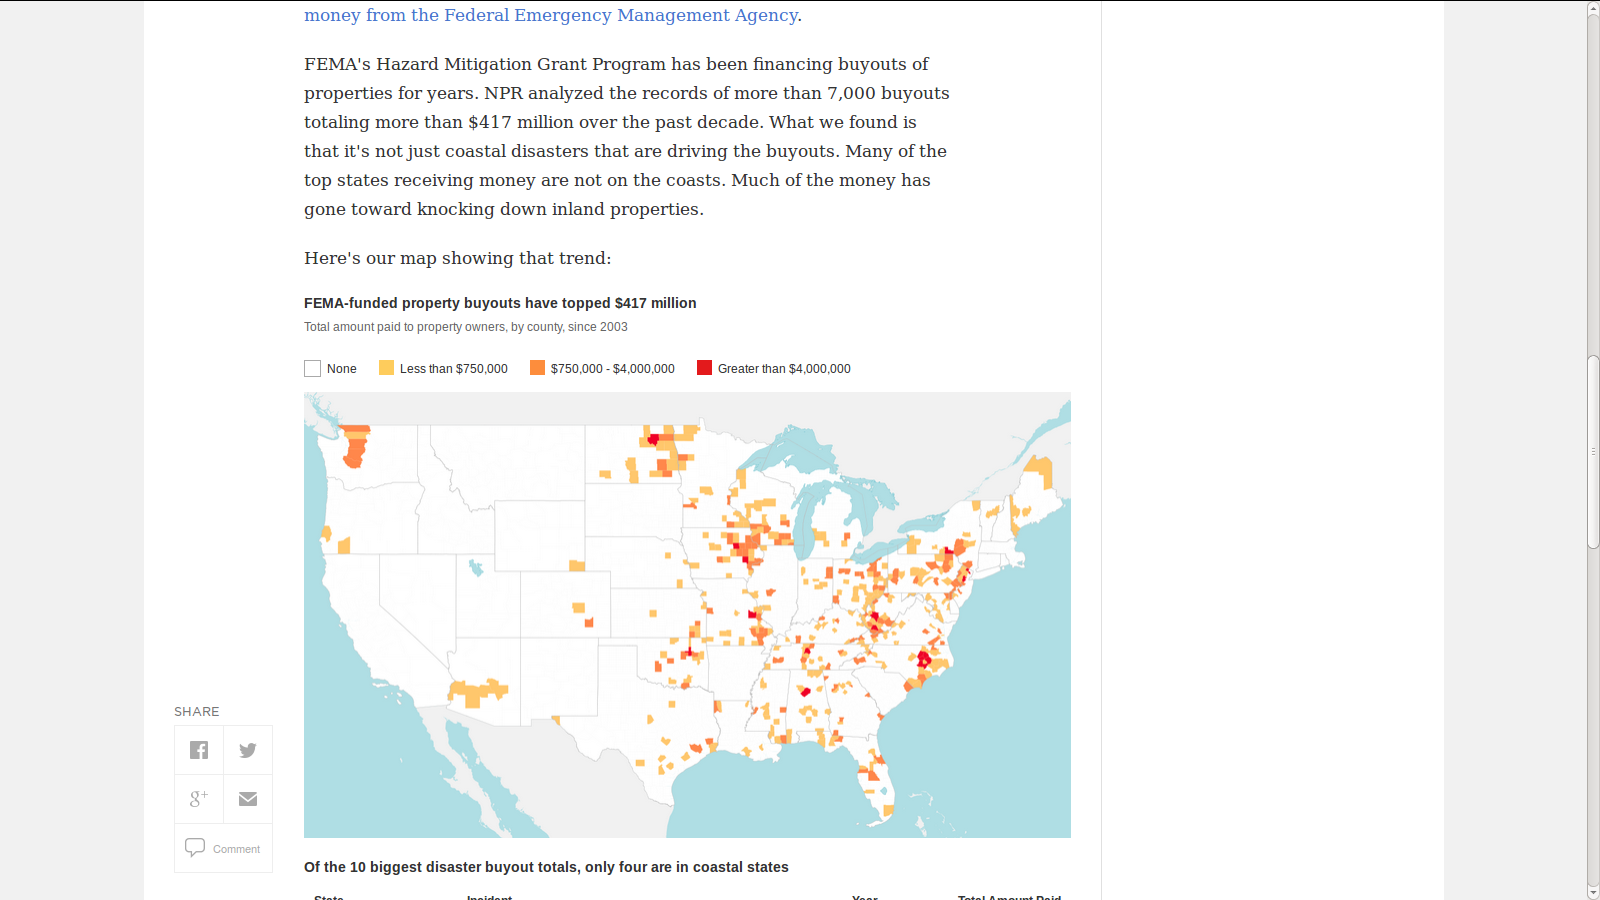 money from the Federal Emergency Management Agency.
FEMA's Hazard Mitigation Grant Program has been financing buyouts of
properties for years. NPR analyzed the records of more than 7,000 buyouts
totaling more than $417 million over the past decade. What we found is
that it's not just coastal disasters that are driving the buyouts. Many of the
top states receiving money are not on the coasts. Much of the money has
gone toward knocking down inland properties.
Here's our map showing that trend:
FEMA-funded property buyouts have topped $417 million
Total amount paid to property owners, by county, since 2003
None Less than $750,000 $750,000 - $4,000,000 Greater than $4,000,000
SHARE
g+
Comment
Of the 10 biggest disaster buyout totals, only four are in coastal states
State Incident Year Total Amount Paid